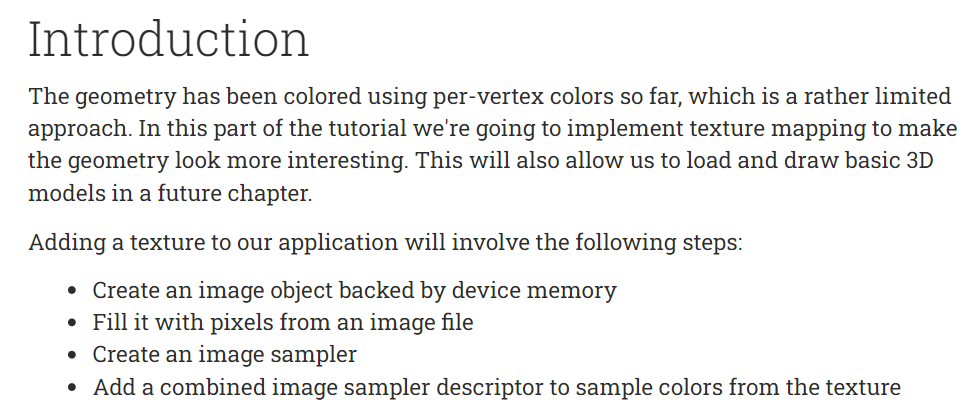 Introduction
The geometry has been colored using per-vertex colors so far, which is a rather limited
approach. In this part of the tutorial we're going to implement texture mapping to make
the geometry look more interesting. This will also allow us to load and draw basic 3D
models in a future chapter.
Adding a texture to our application will involve the following steps:
• Create an image object backed by device memory
• Fill it with pixels from an image file
• Create an image sampler
• Add a combined image sampler descriptor to sample colors from the texture